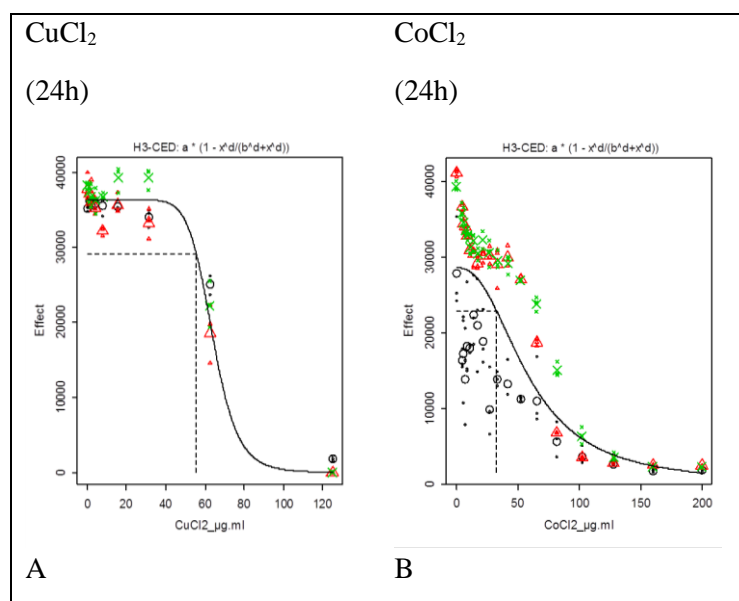 CuCl₂
(24h)
H3-CED: a * (1 - x^d/(b^d+x^d))
40000
30000
20000
10000
0
Effect
0 20 40 60 80 100 120
CuCl2_µg.ml
A
CoCl₂
(24h)
H3-CED: a * (1 - x^d/(b^d+x^d))
40000
30000
20000
10000
0
Effect
0 50 100 150 200
CoCl2_µg.ml
B